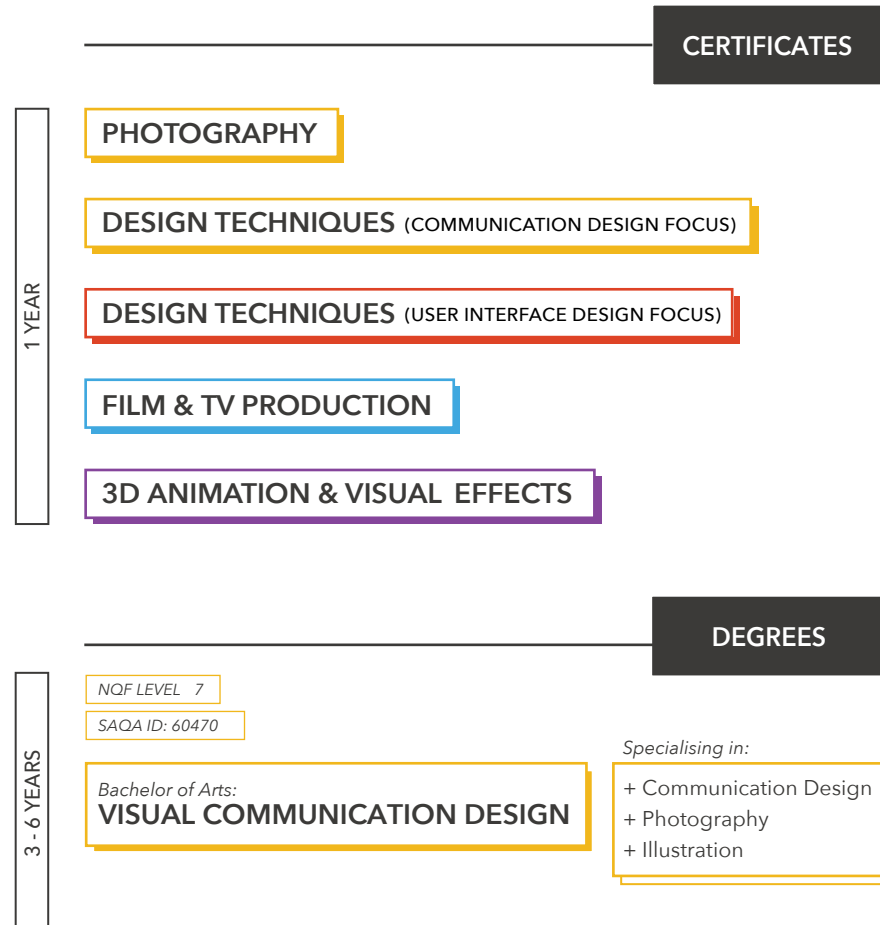 CERTIFICATES
1 YEAR
PHOTOGRAPHY
DESIGN TECHNIQUES (COMMUNICATION DESIGN FOCUS)
DESIGN TECHNIQUES (USER INTERFACE DESIGN FOCUS)
FILM & TV PRODUCTION
3D ANIMATION & VISUAL EFFECTS
DEGREES
3 - 6 YEARS
NQF LEVEL 7
SAQA ID: 60470
Bachelor of Arts:
VISUAL COMMUNICATION DESIGN
Specialising in:
+ Communication Design
+ Photography
+ Illustration